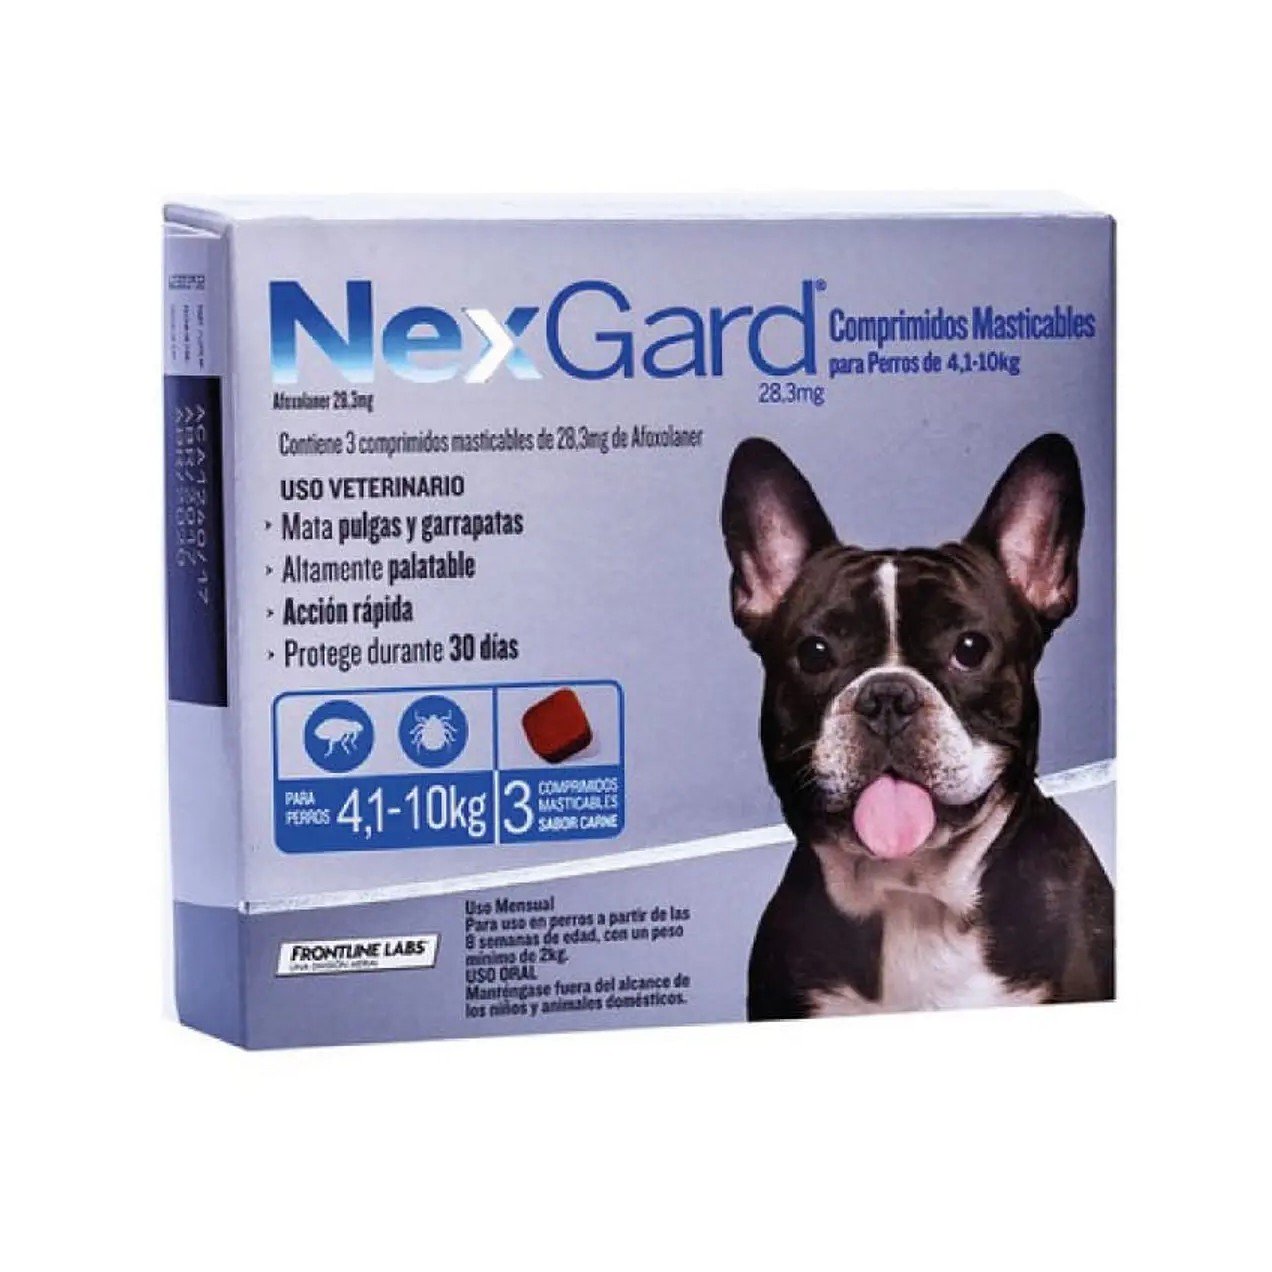 NexGard®
Comprimidos Masticables
para Perros de 4,1-10kg
28,3mg
Afoxolaner 28,3mg
Contiene 3 comprimidos masticables de 28,3mg de Afoxolaner
USO VETERINARIO
› Mata pulgas y garrapatas
› Altamente palatable
› Acción rápida
› Protege durante 30 días
PARA
PERROS
4,1-10kg
3
COMPRIMIDOS
MASTICABLES
SABOR CARNE
FRONTLINE LABS
UNA DIVISIÓN MERIAL
Uso Mensual
Para uso en perros a partir de las
8 semanas de edad, con un peso
mínimo de 2kg.
USO ORAL
Manténgase fuera del alcance de
los niños y animales domésticos.